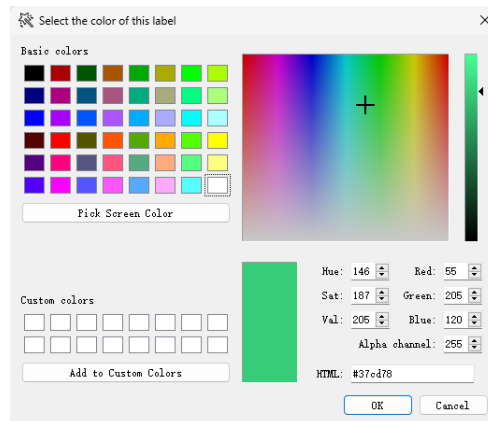 Select the color of this label
Basic colors
Pick Screen Color
Hue: 146 Red: 55
Sat: 187 Green: 205
Val: 205 Blue: 120
Custom colors
Alpha channel: 255
Add to Custom Colors
HTML: #37cd78
OK Cancel